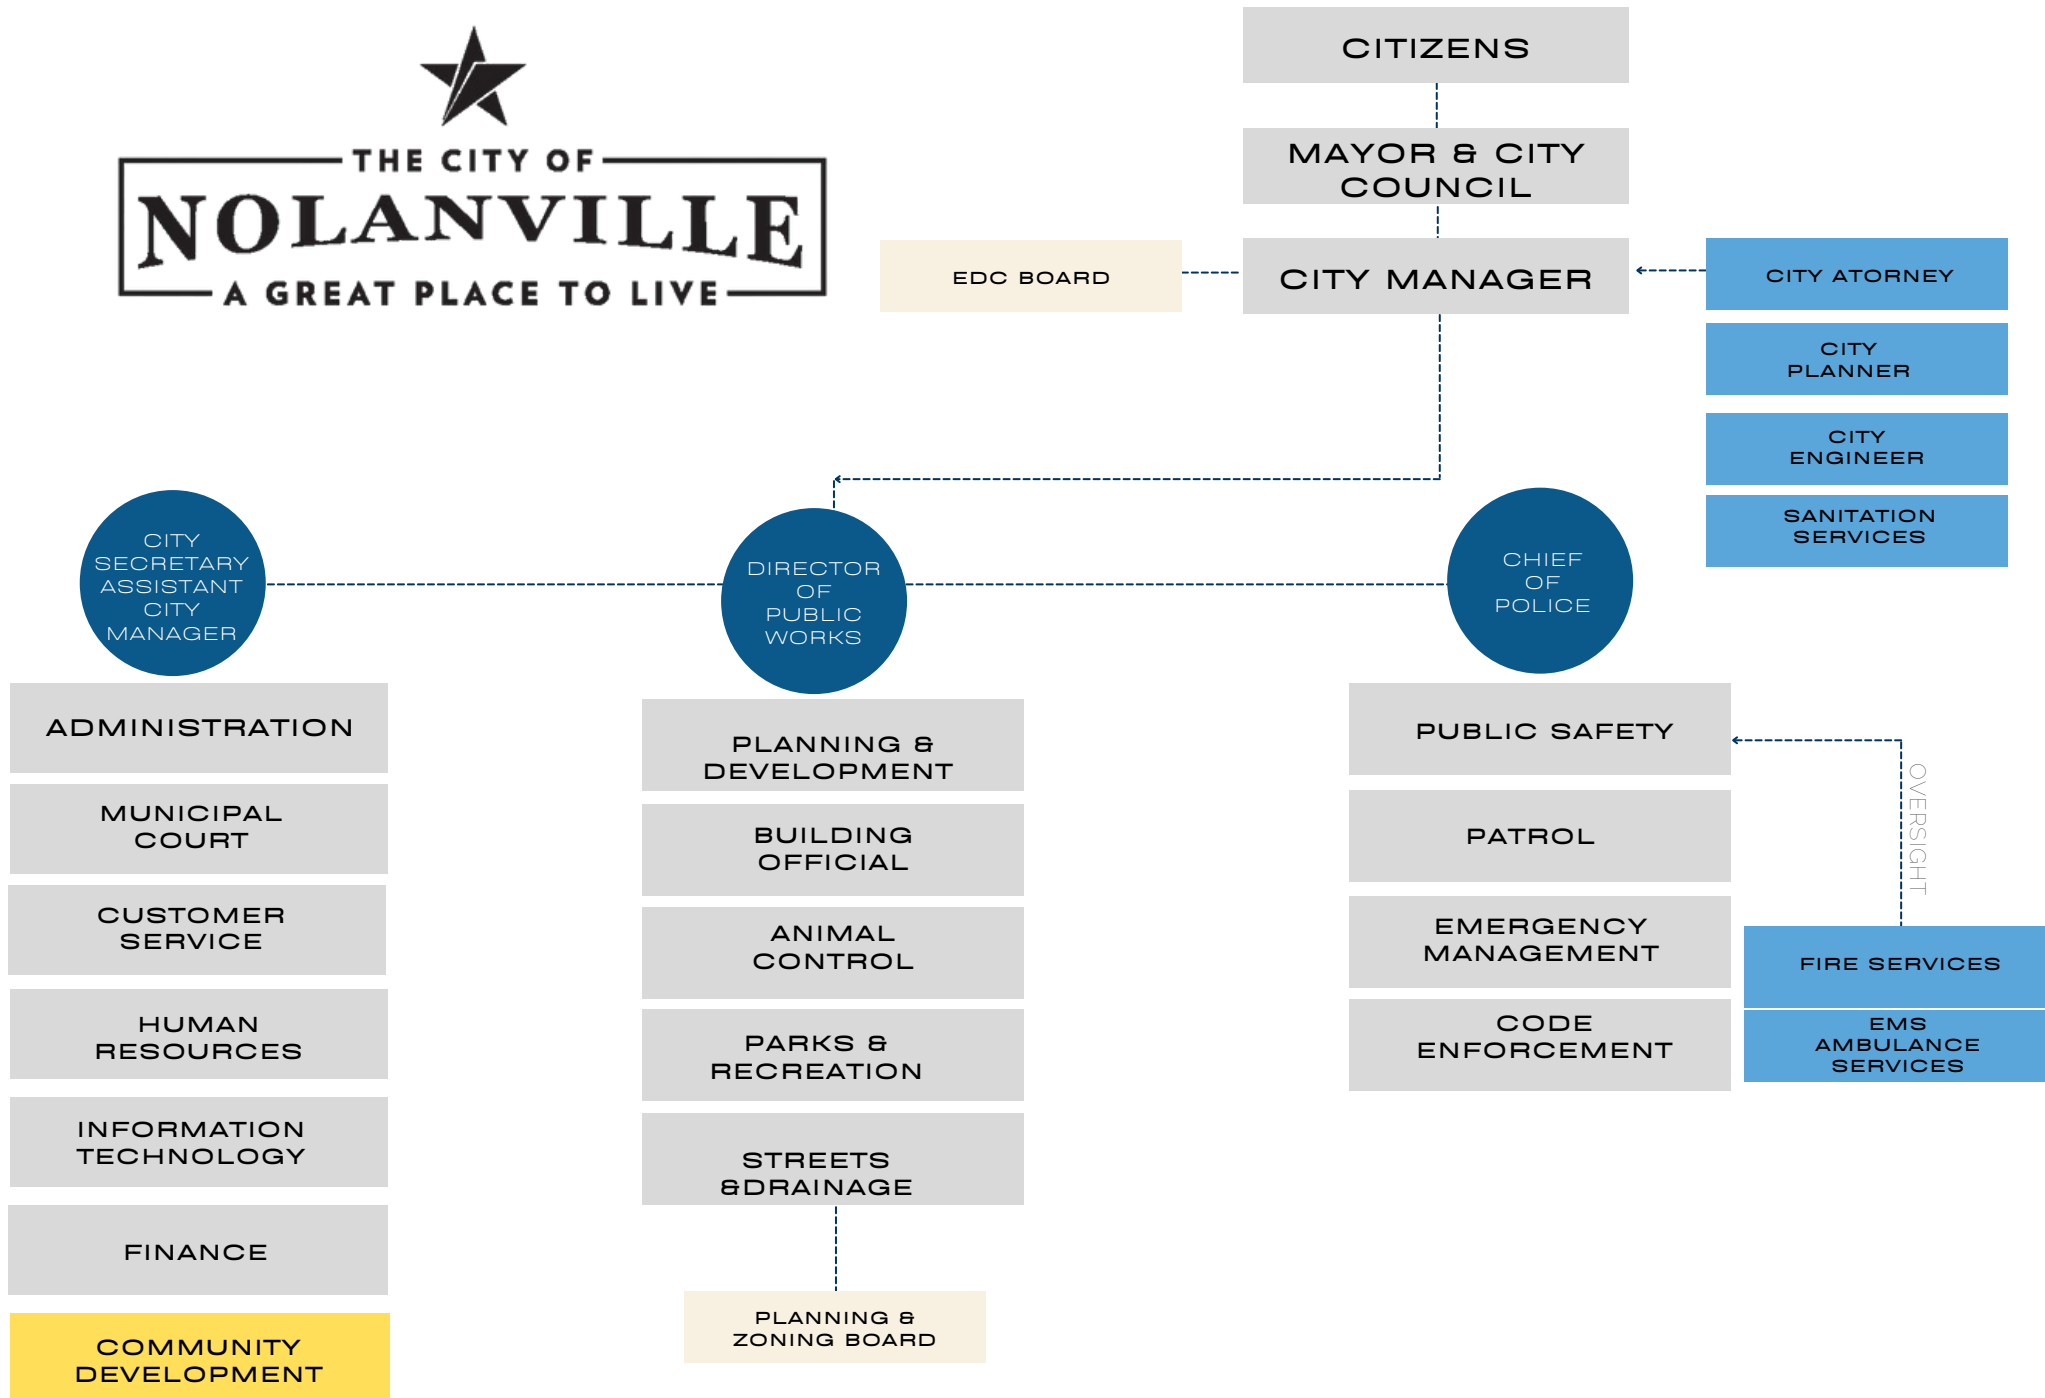 THE CITY OF
NOLANVILLE
A GREAT PLACE TO LIVE
CITIZENS
MAYOR & CITY
COUNCIL
EDC BOARD
CITY MANAGER
CITY ATORNEY
CITY
PLANNER
CITY
ENGINEER
SANITATION
SERVICES
CITY
SECRETARY
ASSISTANT
CITY
MANAGER
DIRECTOR
OF
PUBLIC
WORKS
CHIEF
OF
POLICE
ADMINISTRATION
MUNICIPAL
COURT
CUSTOMER
SERVICE
HUMAN
RESOURCES
INFORMATION
TECHNOLOGY
FINANCE
COMMUNITY
DEVELOPMENT
PLANNING &
DEVELOPMENT
BUILDING
OFFICIAL
ANIMAL
CONTROL
PARKS &
RECREATION
STREETS
&DRAINAGE
PLANNING &
ZONING BOARD
PUBLIC SAFETY
PATROL
EMERGENCY
MANAGEMENT
CODE
ENFORCEMENT
OVERSIGHT
FIRE SERVICES
EMS
AMBULANCE
SERVICES